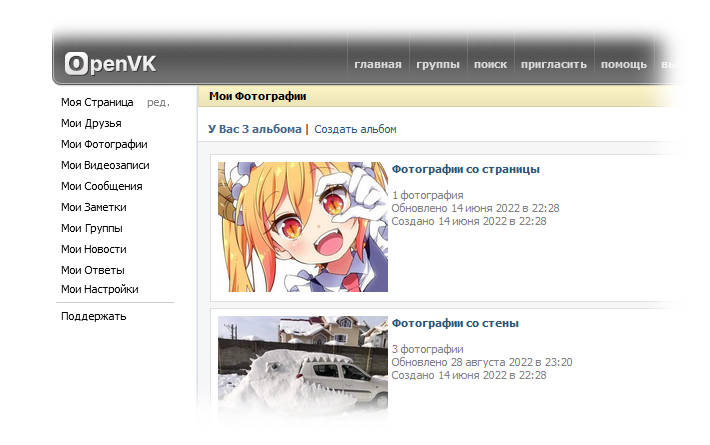 OpenVK
главная группы поиск пригласить помощь
Моя Страница ред.
Мои Друзья
Мои Фотографии
Мои Видеозаписи
Мои Сообщения
Мои Заметки
Мои Группы
Мои Новости
Мои Ответы
Мои Настройки
Поддержать
Мои Фотографии
У Вас 3 альбома | Создать альбом
Фотографии со страницы
1 фотография
Обновлено 14 июня 2022 в 22:28
Создано 14 июня 2022 в 22:28
Фотографии со стены
3 фотографии
Обновлено 28 августа 2022 в 23:20
Создано 14 июня 2022 в 22:28